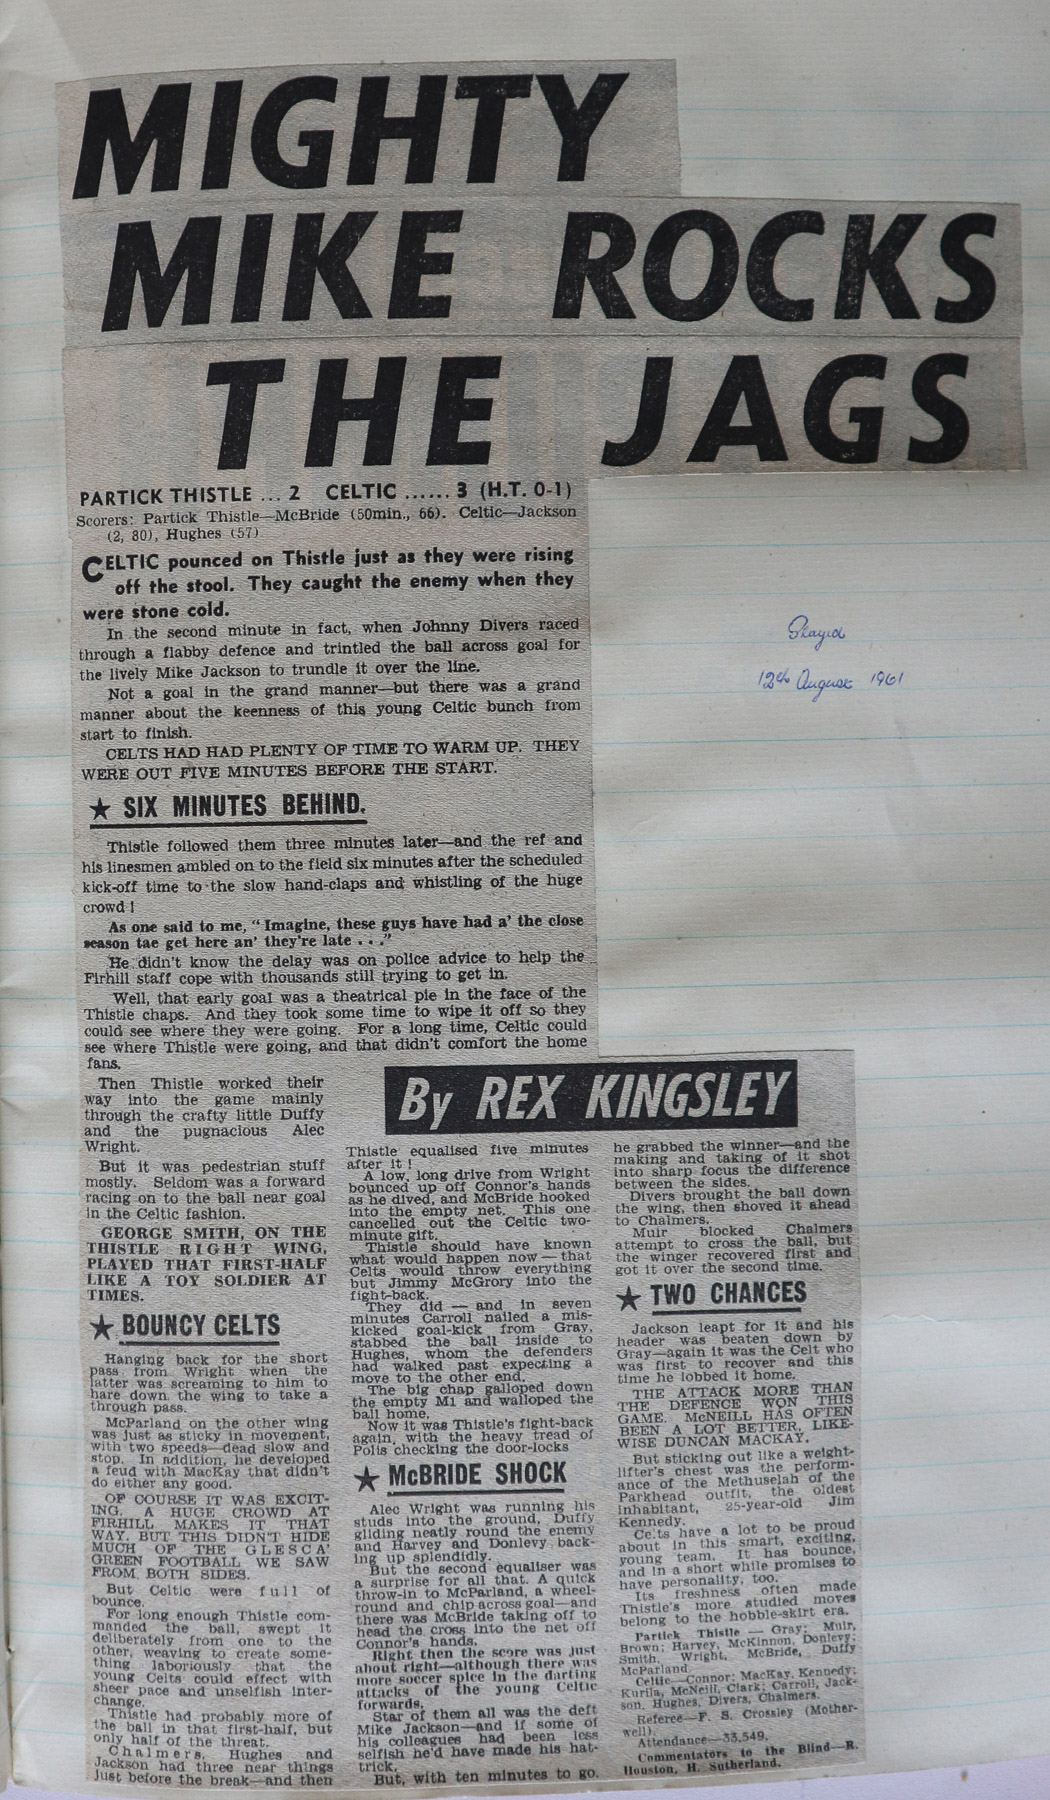 MIGHTY
MIKE ROCKS
THE JAGS
PARTICK THISTLE ... 2 CELTIC ...... 3 (H.T. 0-1)
Scorers: Partick Thistle—McBride (50min., 66). Celtic—Jackson
(2, 80), Hughes (57)
CELTIC pounced on Thistle just as they were rising
off the stool. They caught the enemy when they
were stone cold.
In the second minute in fact, when Johnny Divers raced
through a flabby defence and trintled the ball across goal for
the lively Mike Jackson to trundle it over the line.
Not a goal in the grand manner—but there was a grand
manner about the keenness of this young Celtic bunch from
start to finish.
CELTS HAD HAD PLENTY OF TIME TO WARM UP. THEY
WERE OUT FIVE MINUTES BEFORE THE START.
★ SIX MINUTES BEHIND.
Thistle followed them three minutes later—and the ref and
his linesmen ambled on to the field six minutes after the scheduled
kick-off time to the slow hand-claps and whistling of the huge
crowd!
As one said to me, "Imagine, these guys have had a' the close
season tae get here an' they're late . . ."
He didn't know the delay was on police advice to help the
Firhill staff cope with thousands still trying to get in.
Well, that early goal was a theatrical pie in the face of the
Thistle chaps. And they took some time to wipe it off so they
could see where they were going. For a long time, Celtic could
see where Thistle were going, and that didn't comfort the home
fans.
Then Thistle worked their
way into the game mainly
through the crafty little Duffy
and the pugnacious Alec
Wright.
But it was pedestrian stuff
mostly. Seldom was a forward
racing on to the ball near goal
in the Celtic fashion.
GEORGE SMITH, ON THE
THISTLE RIGHT WING,
PLAYED THAT FIRST-HALF
LIKE A TOY SOLDIER AT
TIMES.
★ BOUNCY CELTS
Hanging back for the short
pass from Wright when the
latter was screaming to him to
hare down the wing to take a
through pass.
McParland on the other wing
was just as sticky in movement,
with two speeds—dead slow and
stop. In addition, he developed
a feud with MacKay that didn't
do either any good.
OF COURSE IT WAS EXCIT-
ING. A HUGE CROWD AT
FIRHILL MAKES IT THAT
WAY. BUT THIS DIDN'T HIDE
MUCH OF THE GLESCA'
GREEN FOOTBALL WE SAW
FROM BOTH SIDES.
But Celtic were full of
bounce.
For long enough Thistle com-
manded the ball, swept it
deliberately from one to the
other, weaving to create some-
thing laboriously that the
young Celts could effect with
sheer pace and unselfish inter-
change.
Thistle had probably more of
the ball in that first-half, but
only half of the threat.
Chalmers, Hughes and
Jackson had three near things
just before the break—and then
By REX KINGSLEY
Thistle equalised five minutes
after it!
A low, long drive from Wright
bounced up off Connor's hands
as he dived, and McBride hooked
into the empty net. This one
cancelled out the Celtic two-
minute gift.
Thistle should have known
what would happen now—that
Celts would throw everything
but Jimmy McGrory into the
fight-back.
They did — and in seven
minutes Carroll nailed a mis-
kicked goal-kick from Gray,
stabbed the ball inside to
Hughes, whom the defenders
had walked past expecting a
move to the other end.
The big chap galloped down
the empty M1 and walloped the
ball home.
Now it was Thistle's fight-back
again, with the heavy tread of
Polis checking the door-locks
★ McBRIDE SHOCK
Alec Wright was running his
studs into the ground, Duffy
gliding neatly round the enemy
and Harvey and Donlevy back-
ing up splendidly.
But the second equaliser was
a surprise for all that. A quick
throw-in to McParland, a wheel-
round and chip across goal—and
there was McBride taking off to
head the cross into the net off
Connor's hands.
Right then the score was just
about right—although there was
more soccer spice in the darting
attacks of the young Celtic
forwards.
Star of them all was the deft
Mike Jackson—and if some of
his colleagues had been less
selfish he'd have made his hat-
trick.
But, with ten minutes to go.
he grabbed the winner—and the
making and taking of it shot
into sharp focus the difference
between the sides.
Divers brought the ball down
the wing, then shoved it ahead
to Chalmers.
Muir blocked Chalmers
attempt to cross the ball, but
the winger recovered first and
got it over the second time.
★ TWO CHANCES
Jackson leapt for it and his
header was beaten down by
Gray—again it was the Celt who
was first to recover and this
time he lobbed it home.
THE ATTACK MORE THAN
THE DEFENCE WON THIS
GAME. McNEILL HAS OFTEN
BEEN A LOT BETTER, LIKE-
WISE DUNCAN MACKAY.
But sticking out like a weight-
lifter's chest was the perform-
ance of the Methuselah of the
Parkhead outfit, the oldest
inhabitant, 25-year-old Jim
Kennedy.
Celts have a lot to be proud
about in this smart, exciting,
young team. It has bounce,
and in a short while promises to
have personality, too.
Its freshness often made
Thistle's more studied moves
belong to the hobble-skirt era.
Partick Thistle — Gray; Muir,
Brown; Harvey, McKinnon, Donlevy;
Smith, Wright, McBride, Duffy
McParland.
Celtic—Connor; MacKay, Kennedy;
Kurila, McNeill, Clark; Carroll, Jack-
son, Hughes, Divers, Chalmers.
Referee—F. S. Crossley (Mother-
well).
Attendance—33,549.
Commentators to the Blind—R.
Houston, H. Sutherland.
Played
12th August 1961